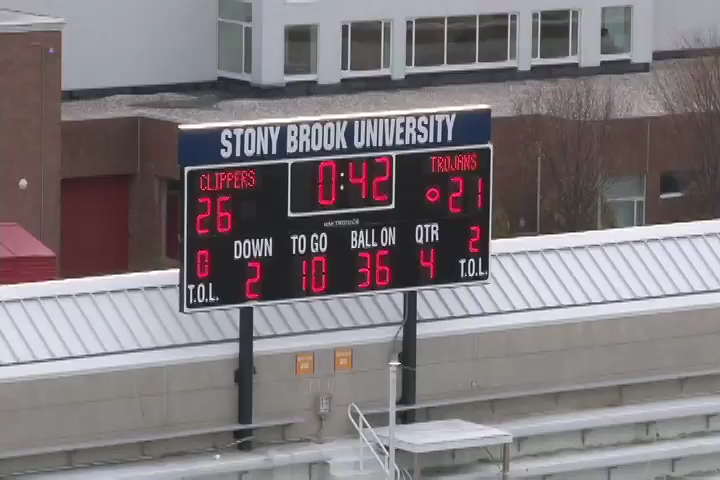 STONY BROOK UNIVERSITY
CLIPPERS 0:42 TROJANS
26 21
DOWN TO GO BALL ON QTR
0 2 10 36 4 2
T.O.L. T.O.L.